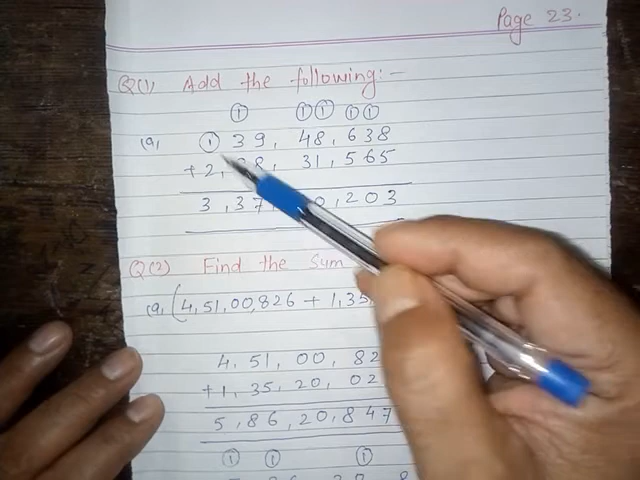 Page 23.
Q(1) Add the following:-
① ①① ①①
(a, ① 39, 48, 638
+2, 8, 31, 565
3, 37, 0, 203
Q(2) Find the Sum
(a, (4,51,00,826 + 1,35,
4, 51, 00, 82
+1, 35, 20, 02
5, 86, 20, 847
① ① ①